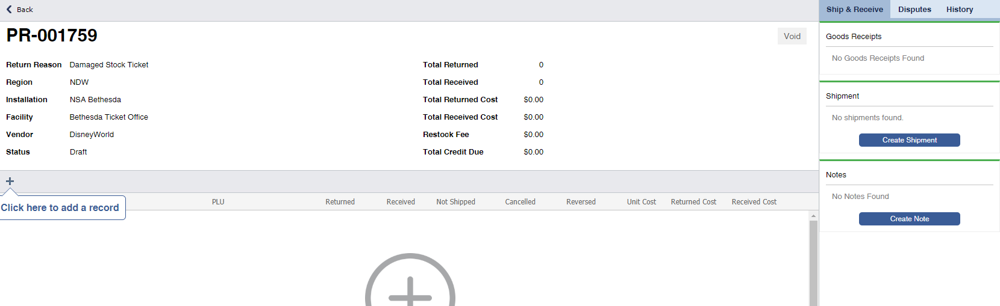 Back
Ship & Receive Disputes History
PR-001759
Void
Return Reason Damaged Stock Ticket
Region NDW
Installation NSA Bethesda
Facility Bethesda Ticket Office
Vendor DisneyWorld
Status Draft
Total Returned 0
Total Received 0
Total Returned Cost $0.00
Total Received Cost $0.00
Restock Fee $0.00
Total Credit Due $0.00
Click here to add a record
PLU Returned Received Not Shipped Cancelled Reversed Unit Cost Returned Cost Received Cost
Goods Receipts
No Goods Receipts Found
Shipment
No shipments found.
Create Shipment
Notes
No Notes Found
Create Note